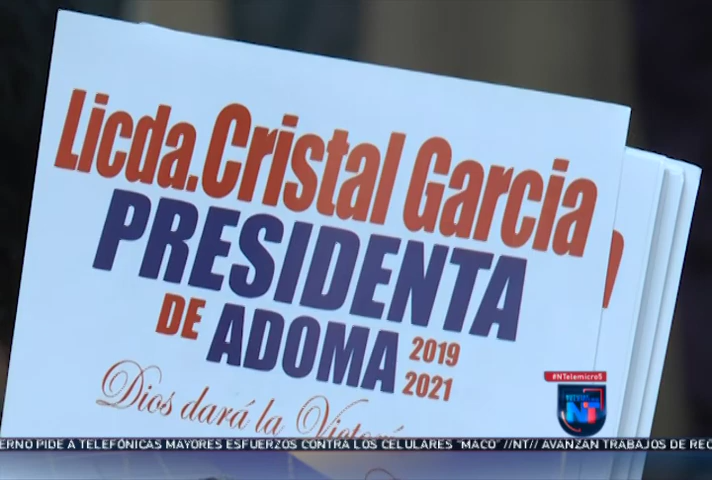 Licda. Cristal Garcia
PRESIDENTA
DE ADOMA 2019
2021
Dios dará la Victoria
#NTelemicro5
NT
ERNO PIDE A TELEFÓNICAS MAYORES ESFUERZOS CONTRA LOS CELULARES "MACO" //NT// AVANZAN TRABAJOS DE REC